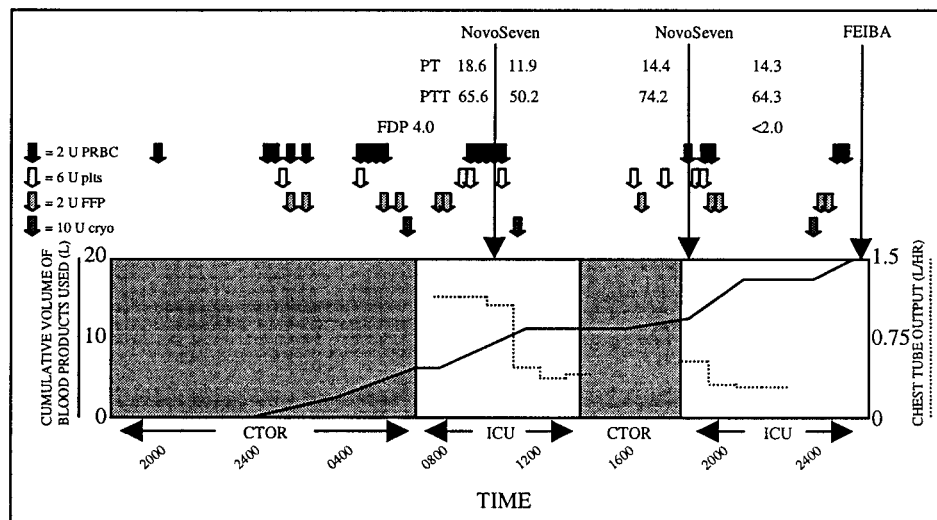 NovoSeven NovoSeven FEIBA
PT 18.6 11.9 14.4 14.3
PTT 65.6 50.2 74.2 64.3
FDP 4.0 <2.0
= 2 U PRBC
= 6 U plts
= 2 U FFP
= 10 U cryo
CUMULATIVE VOLUME OF
BLOOD PRODUCTS USED (L)
20
10
0
1.5
0.75
0
CHEST TUBE OUTPUT (L/HR)
CTOR ICU CTOR ICU
2000 2400 0400 0800 1200 1600 2000 2400
TIME